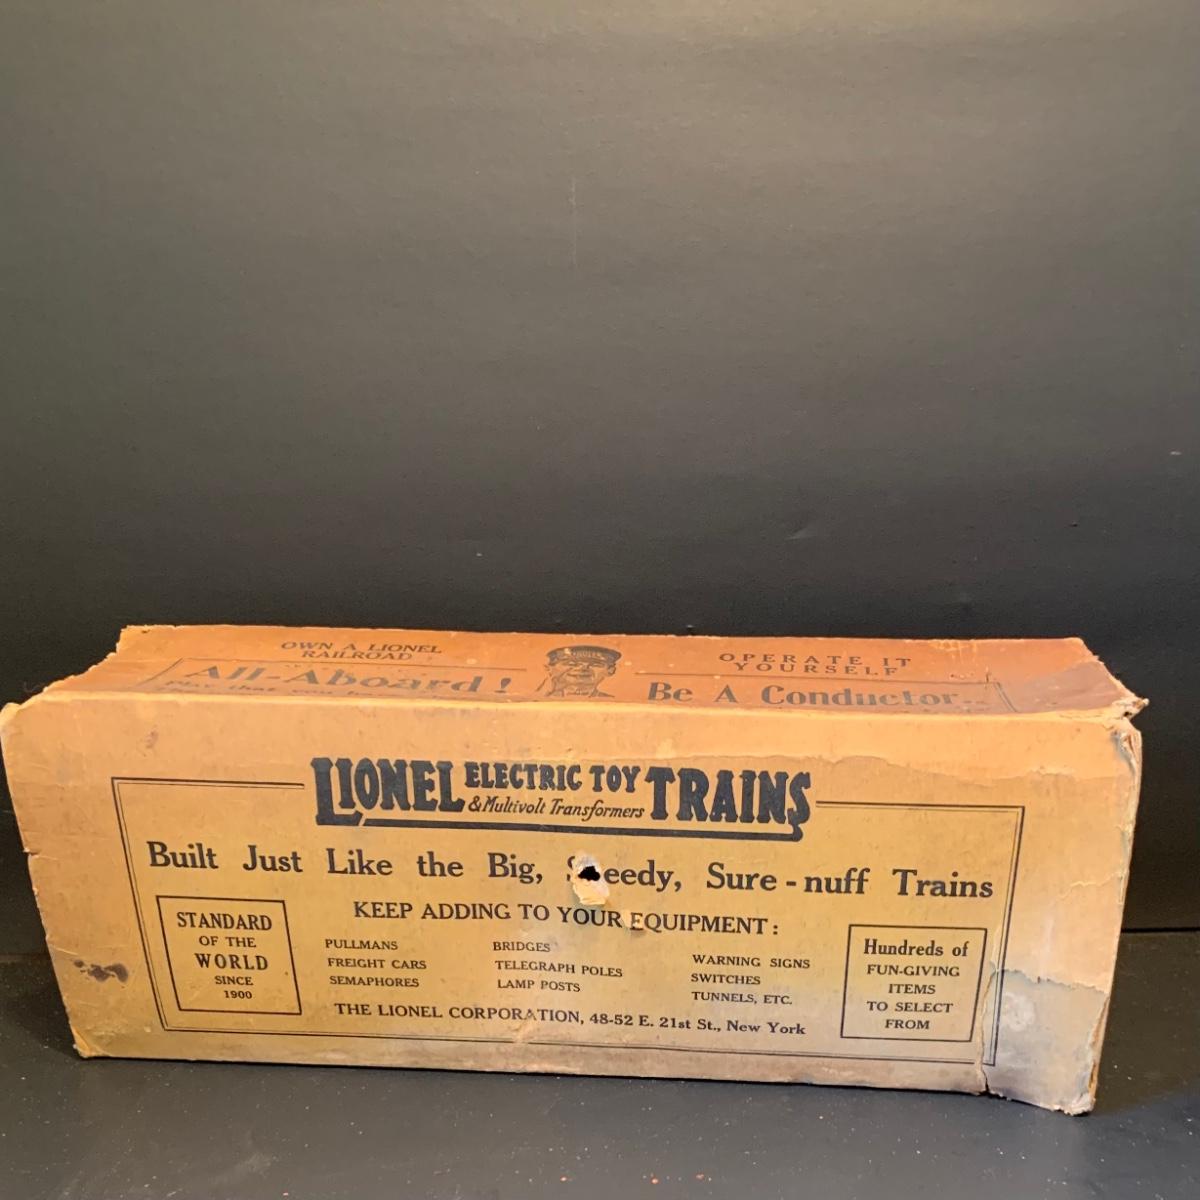 OWN A LIONEL
RAILROAD
All-Aboard!
OPERATE IT
YOURSELF
Be A Conductor..
LIONEL ELECTRIC TOY TRAINS
& Multivolt Transformers
Built Just Like the Big, S eedy, Sure-nuff Trains
KEEP ADDING TO YOUR EQUIPMENT:
STANDARD
OF THE
WORLD
SINCE
1900
PULLMANS
FREIGHT CARS
SEMAPHORES
BRIDGES
TELEGRAPH POLES
LAMP POSTS
WARNING SIGNS
SWITCHES
TUNNELS, ETC.
Hundreds of
FUN-GIVING
ITEMS
TO SELECT
FROM
THE LIONEL CORPORATION, 48-52 E. 21st St., New York